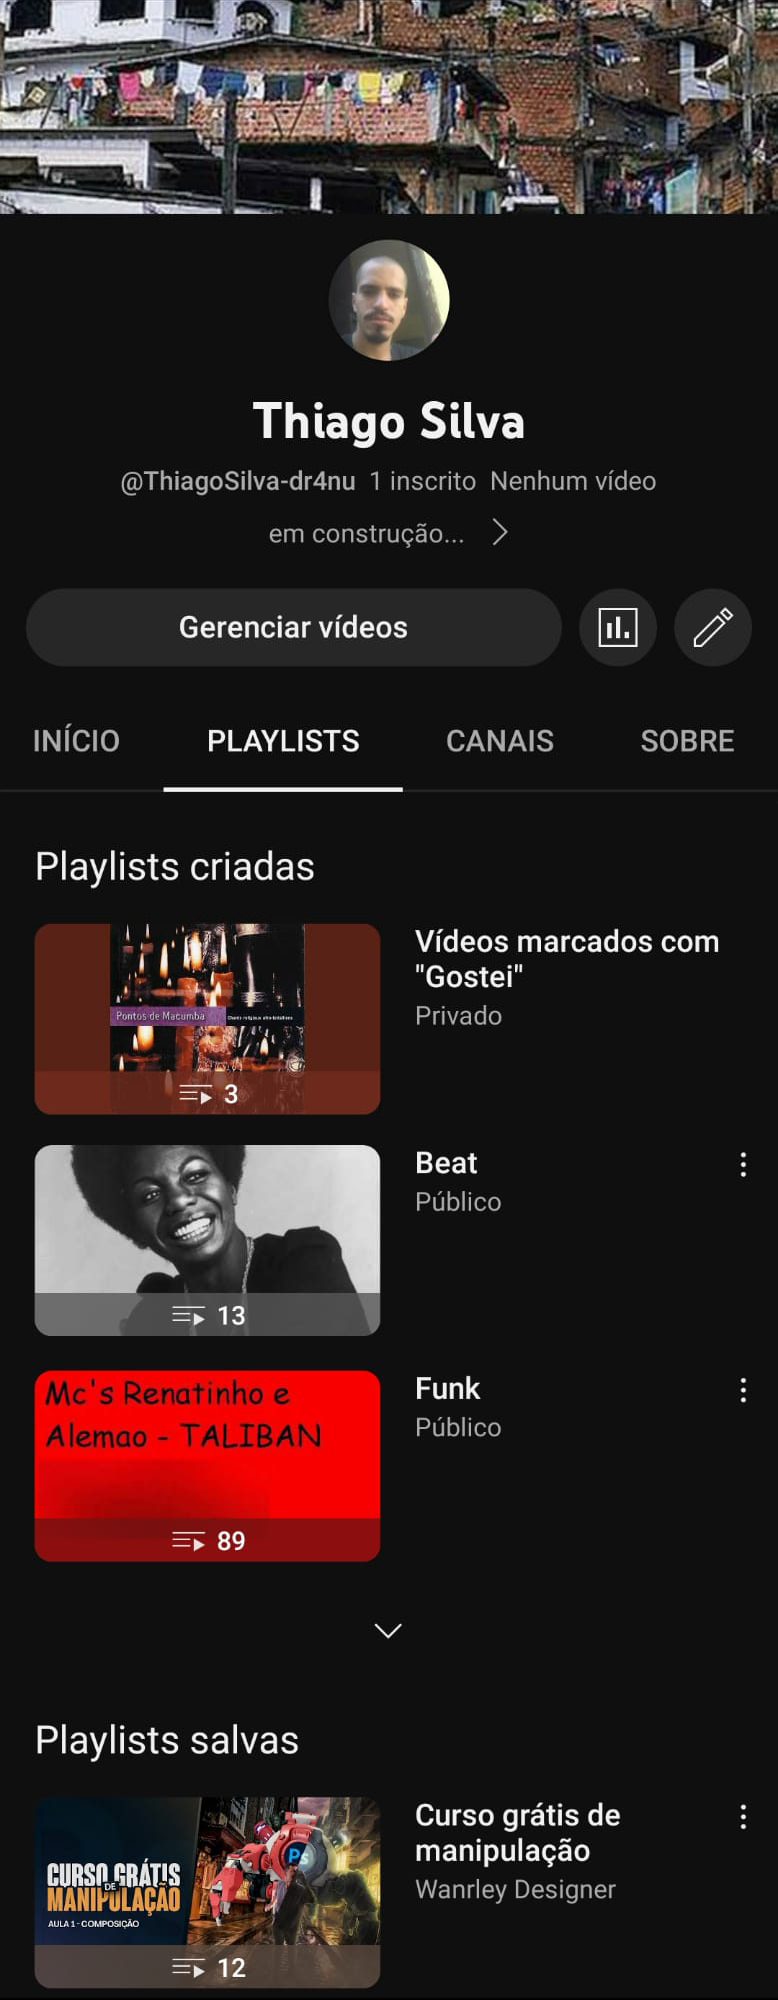 Thiago Silva
@ThiagoSilva-dr4nu 1 inscrito Nenhum vídeo
em construção...
Gerenciar vídeos
INÍCIO PLAYLISTS CANAIS SOBRE
Playlists criadas
Pontos de Macumba
3
Vídeos marcados com
"Gostei"
Privado
13
Beat
Público
Mc's Renatinho e
Alemao - TALIBAN
89
Funk
Público
Playlists salvas
CURSO GRÁTIS
DE
MANIPULAÇÃO
AULA 1 - COMPOSIÇÃO
Ps
12
Curso grátis de
manipulação
Wanrley Designer